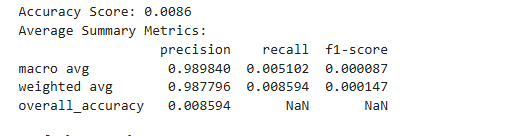 Accuracy Score: 0.0086
Average Summary Metrics:
precision recall f1-score
macro avg 0.989840 0.005102 0.000087
weighted avg 0.987796 0.008594 0.000147
overall_accuracy 0.008594 NaN NaN